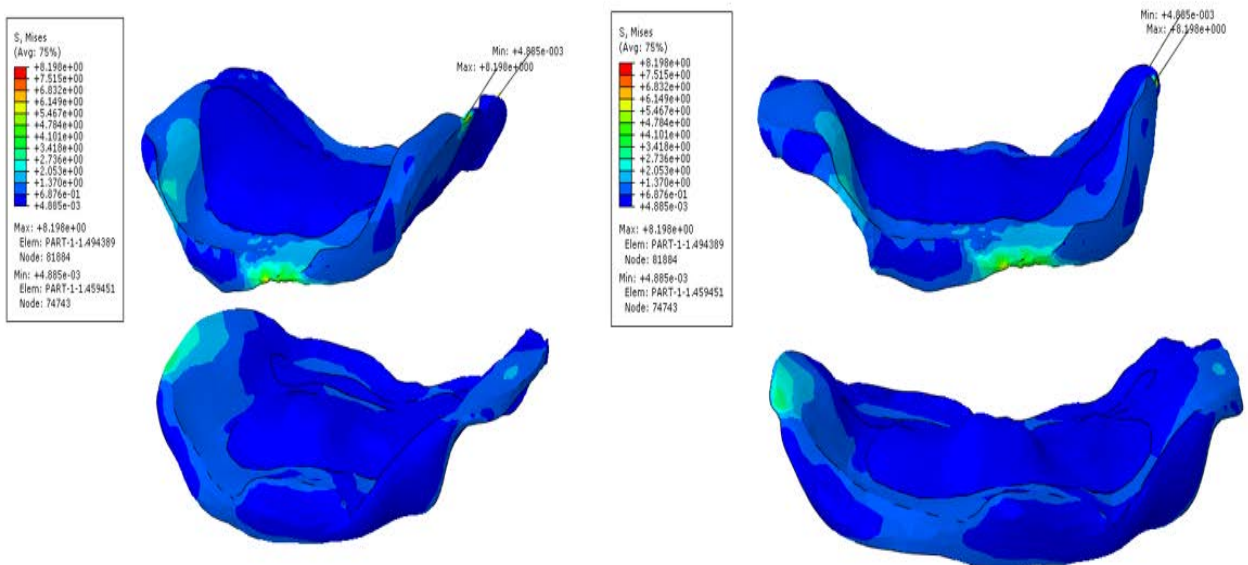 S, Mises
(Avg: 75%)
+8.198e+00
+7.515e+00
+6.832e+00
+6.149e+00
+5.467e+00
+4.784e+00
+4.101e+00
+3.418e+00
+2.736e+00
+2.053e+00
+1.370e+00
+6.876e-01
+4.885e-03
Max: +8.198e+00
Elem: PART-1-1.494389
Node: 81884
Min: +4.885e-03
Elem: PART-1-1.459451
Node: 74743
Min: +4.885e-003
Max: +8.198e+000
S, Mises
(Avg: 75%)
+8.198e+00
+7.515e+00
+6.832e+00
+6.149e+00
+5.467e+00
+4.784e+00
+4.101e+00
+3.418e+00
+2.736e+00
+2.053e+00
+1.370e+00
+6.876e-01
+4.885e-03
Max: +8.198e+00
Elem: PART-1-1.494389
Node: 81884
Min: +4.885e-03
Elem: PART-1-1.459451
Node: 74743
Min: +4.885e-003
Max: +8.198e+000